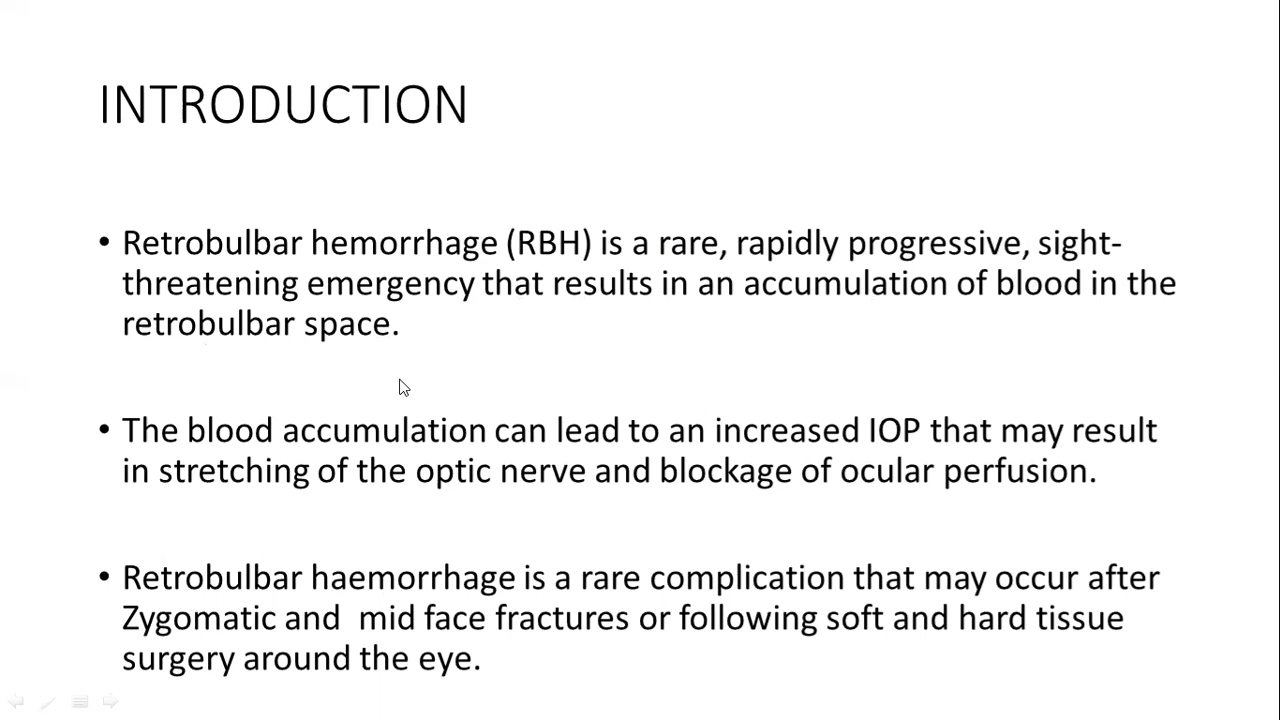 INTRODUCTION
• Retrobulbar hemorrhage (RBH) is a rare, rapidly progressive, sight-
threatening emergency that results in an accumulation of blood in the
retrobulbar space.
• The blood accumulation can lead to an increased IOP that may result
in stretching of the optic nerve and blockage of ocular perfusion.
• Retrobulbar haemorrhage is a rare complication that may occur after
Zygomatic and  mid face fractures or following soft and hard tissue
surgery around the eye.